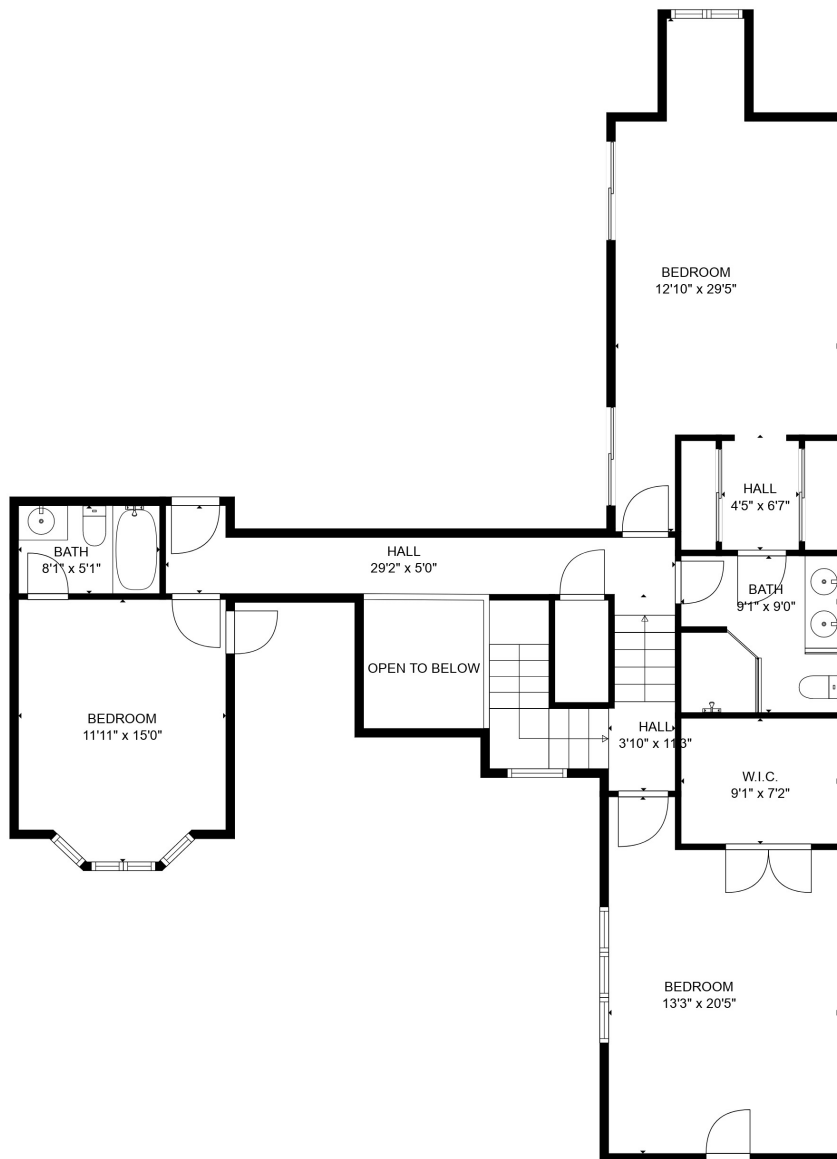 BEDROOM
12'10" x 29'5"
HALL
4'5" x 6'7"
BATH
8'1" x 5'1"
HALL
29'2" x 5'0"
BATH
9'1" x 9'0"
OPEN TO BELOW
BEDROOM
11'11" x 15'0"
HALL
3'10" x 11'3"
W.I.C.
9'1" x 7'2"
BEDROOM
13'3" x 20'5"